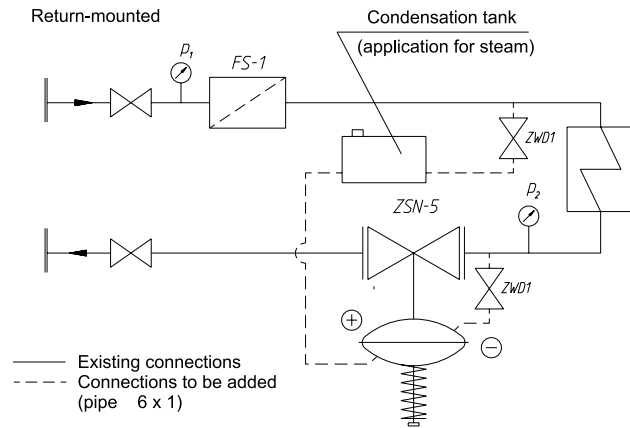 Return-mounted
Condensation tank
(application for steam)
p1
FS-1
ZWD1
ZSN-5
p2
ZWD1
+
−
Existing connections
Connections to be added
(pipe 6 x 1)